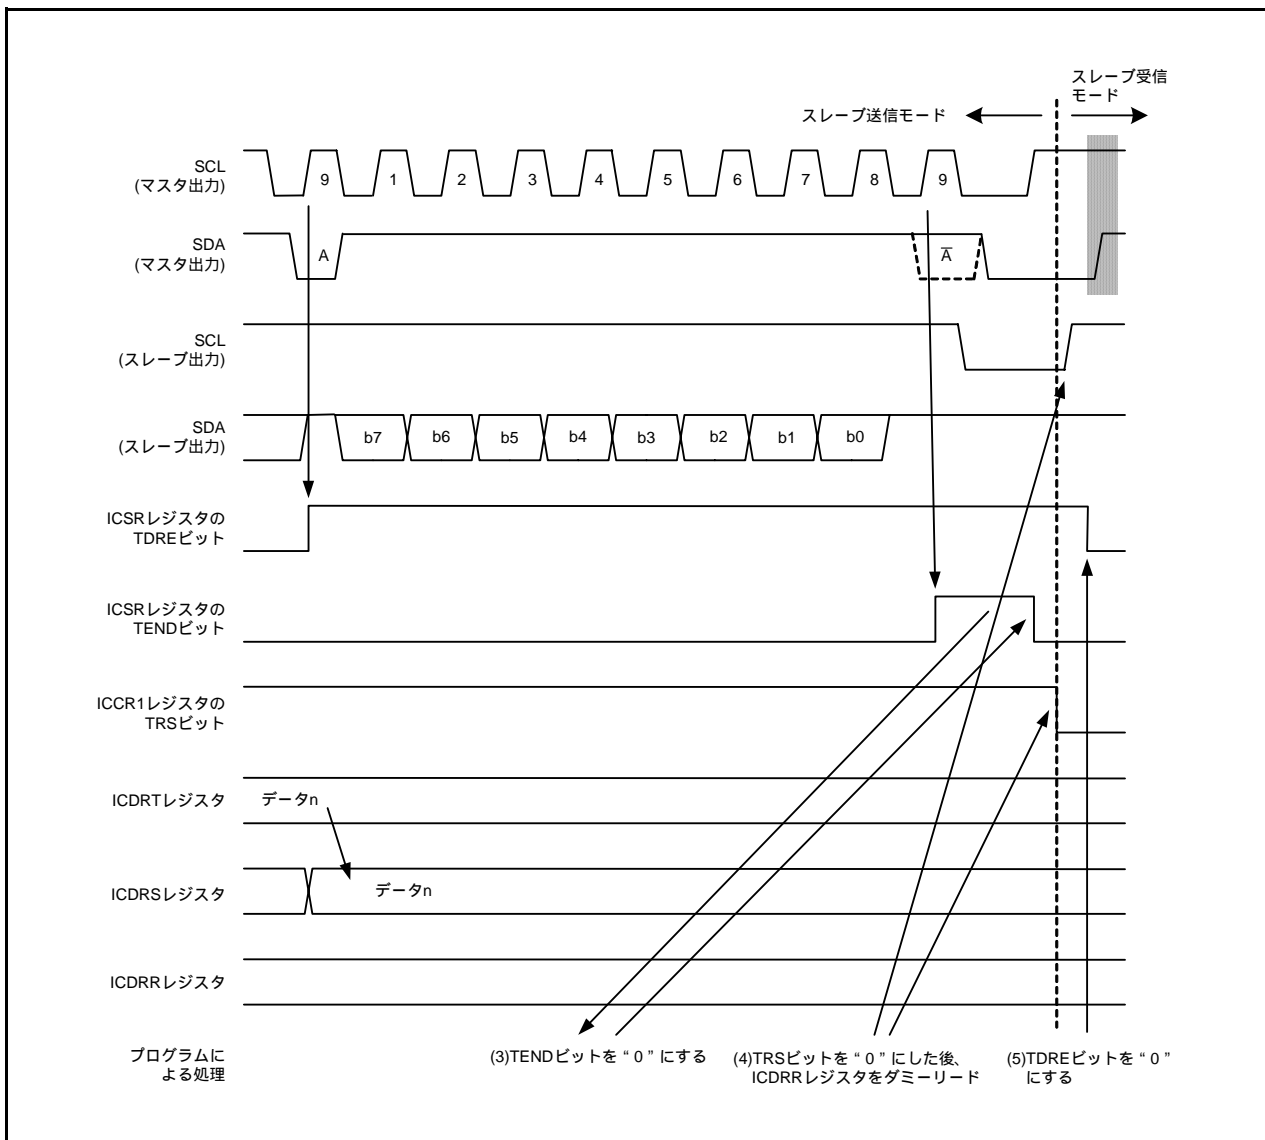 スレーブ受信
モード
スレーブ送信モード
SCL
(マスタ出力)
9 1 2 3 4 5 6 7 8 9
SDA
(マスタ出力)
A A̅
SCL
(スレーブ出力)
SDA
(スレーブ出力)
b7 b6 b5 b4 b3 b2 b1 b0
ICSRレジスタの
TDREビット
ICSRレジスタの
TENDビット
ICCR1レジスタの
TRSビット
ICDRTレジスタ データn
ICDRSレジスタ データn
ICDRRレジスタ
プログラムに
よる処理
(3)TENDビットを“0”にする
(4)TRSビットを“0”にした後、
ICDRRレジスタをダミーリード
(5)TDREビットを“0”
にする